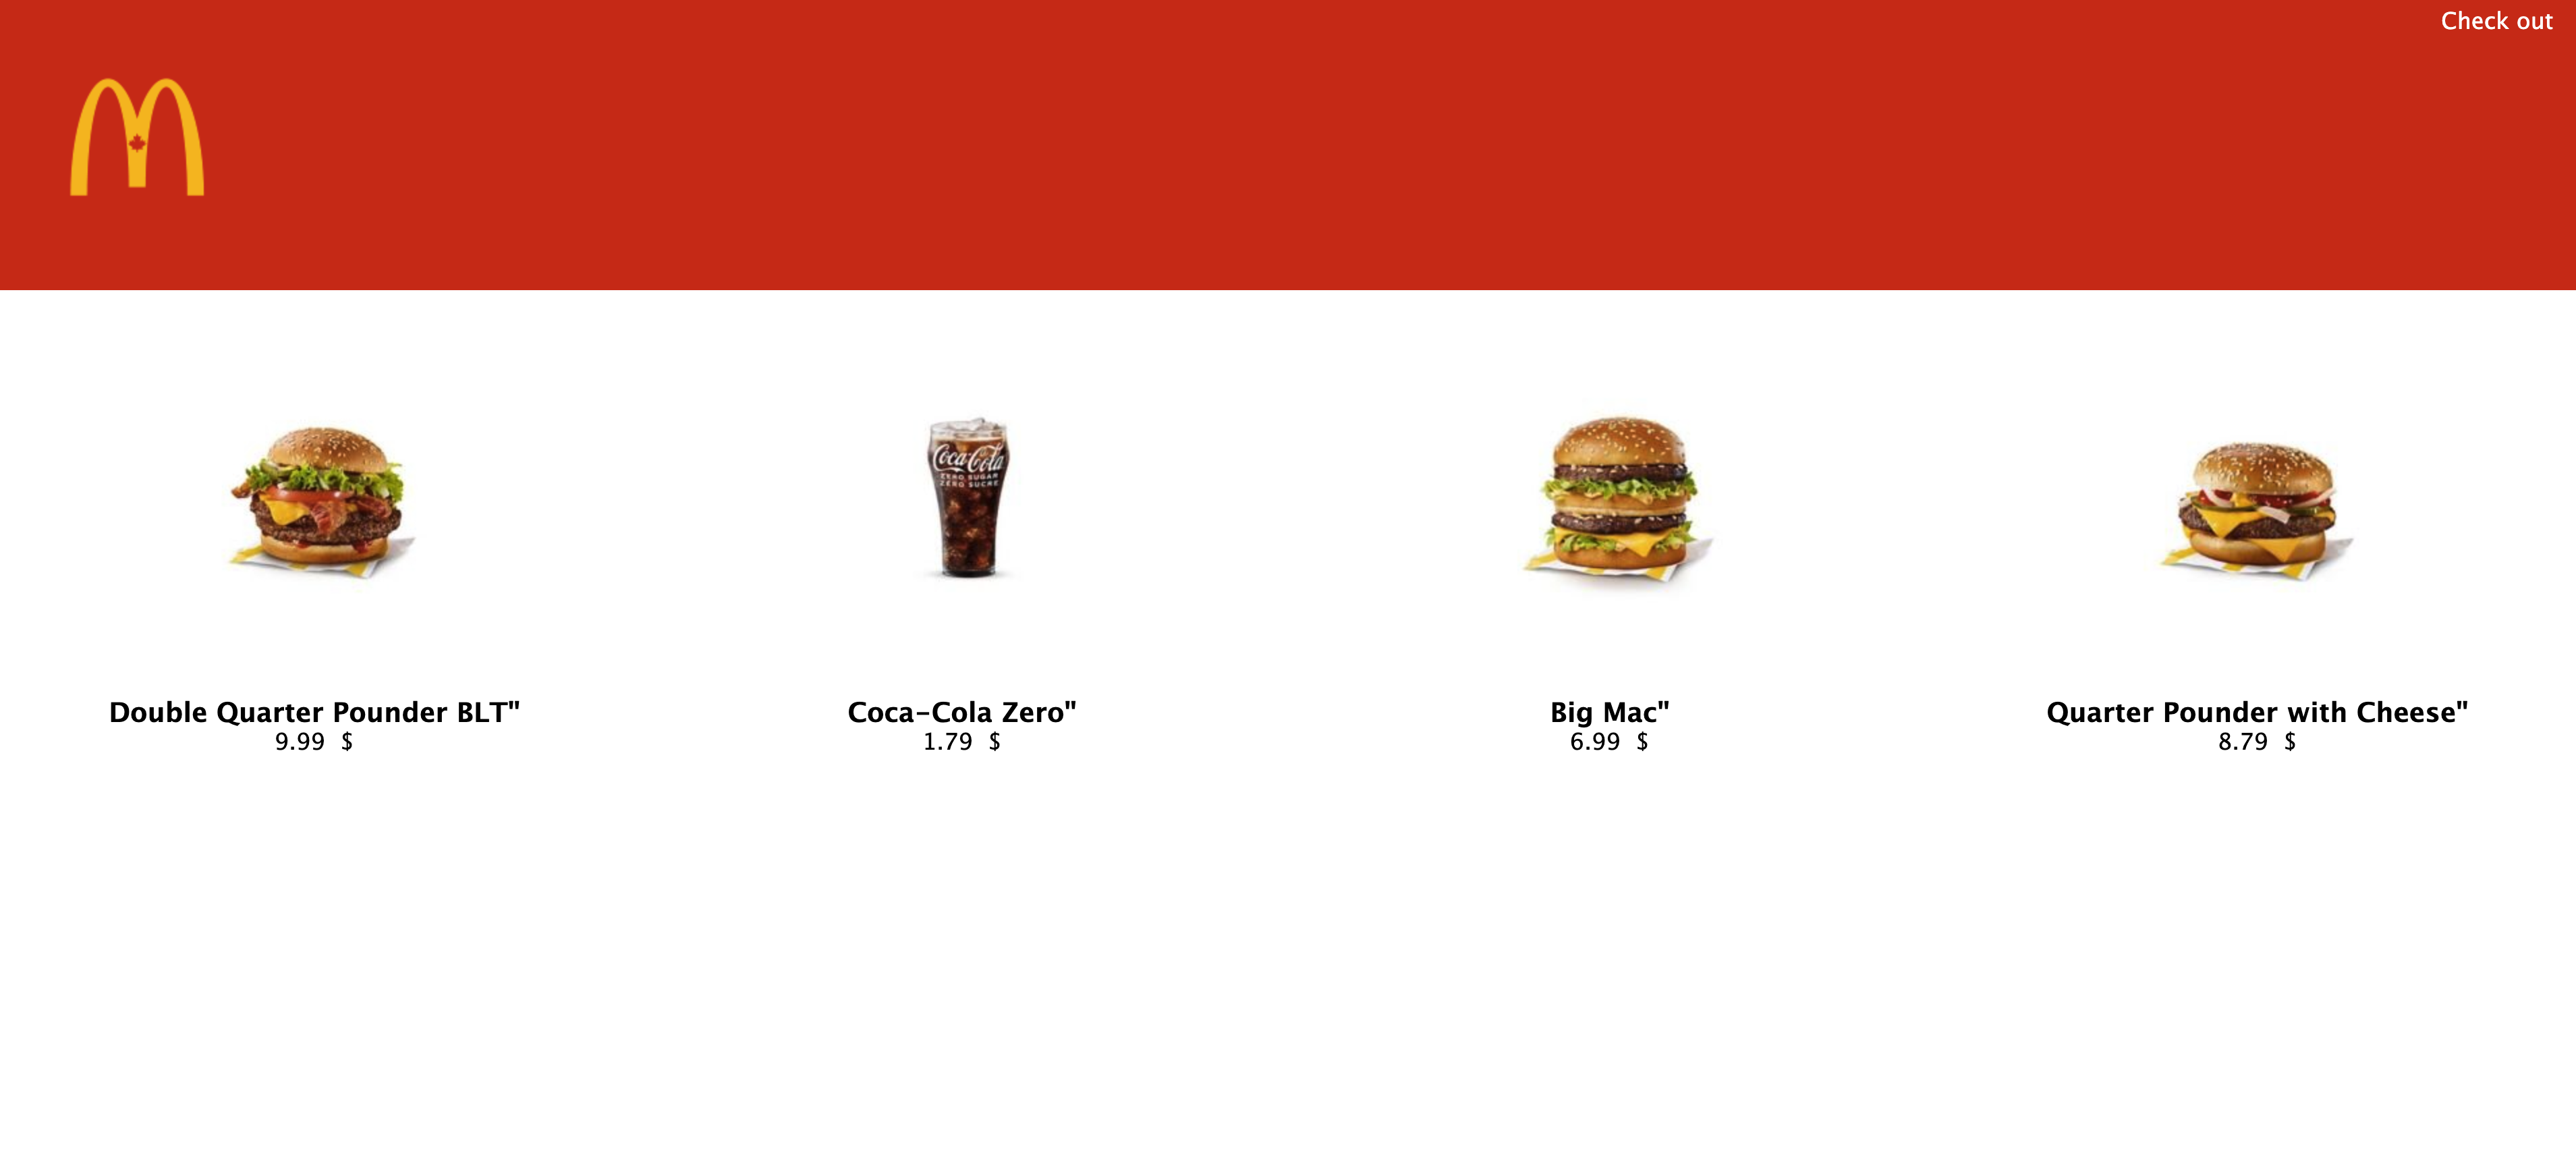 Check out
Coca-Cola
ZERO SUGAR
ZERO SUCRE
Double Quarter Pounder BLT"
9.99 $
Coca-Cola Zero"
1.79 $
Big Mac"
6.99 $
Quarter Pounder with Cheese"
8.79 $